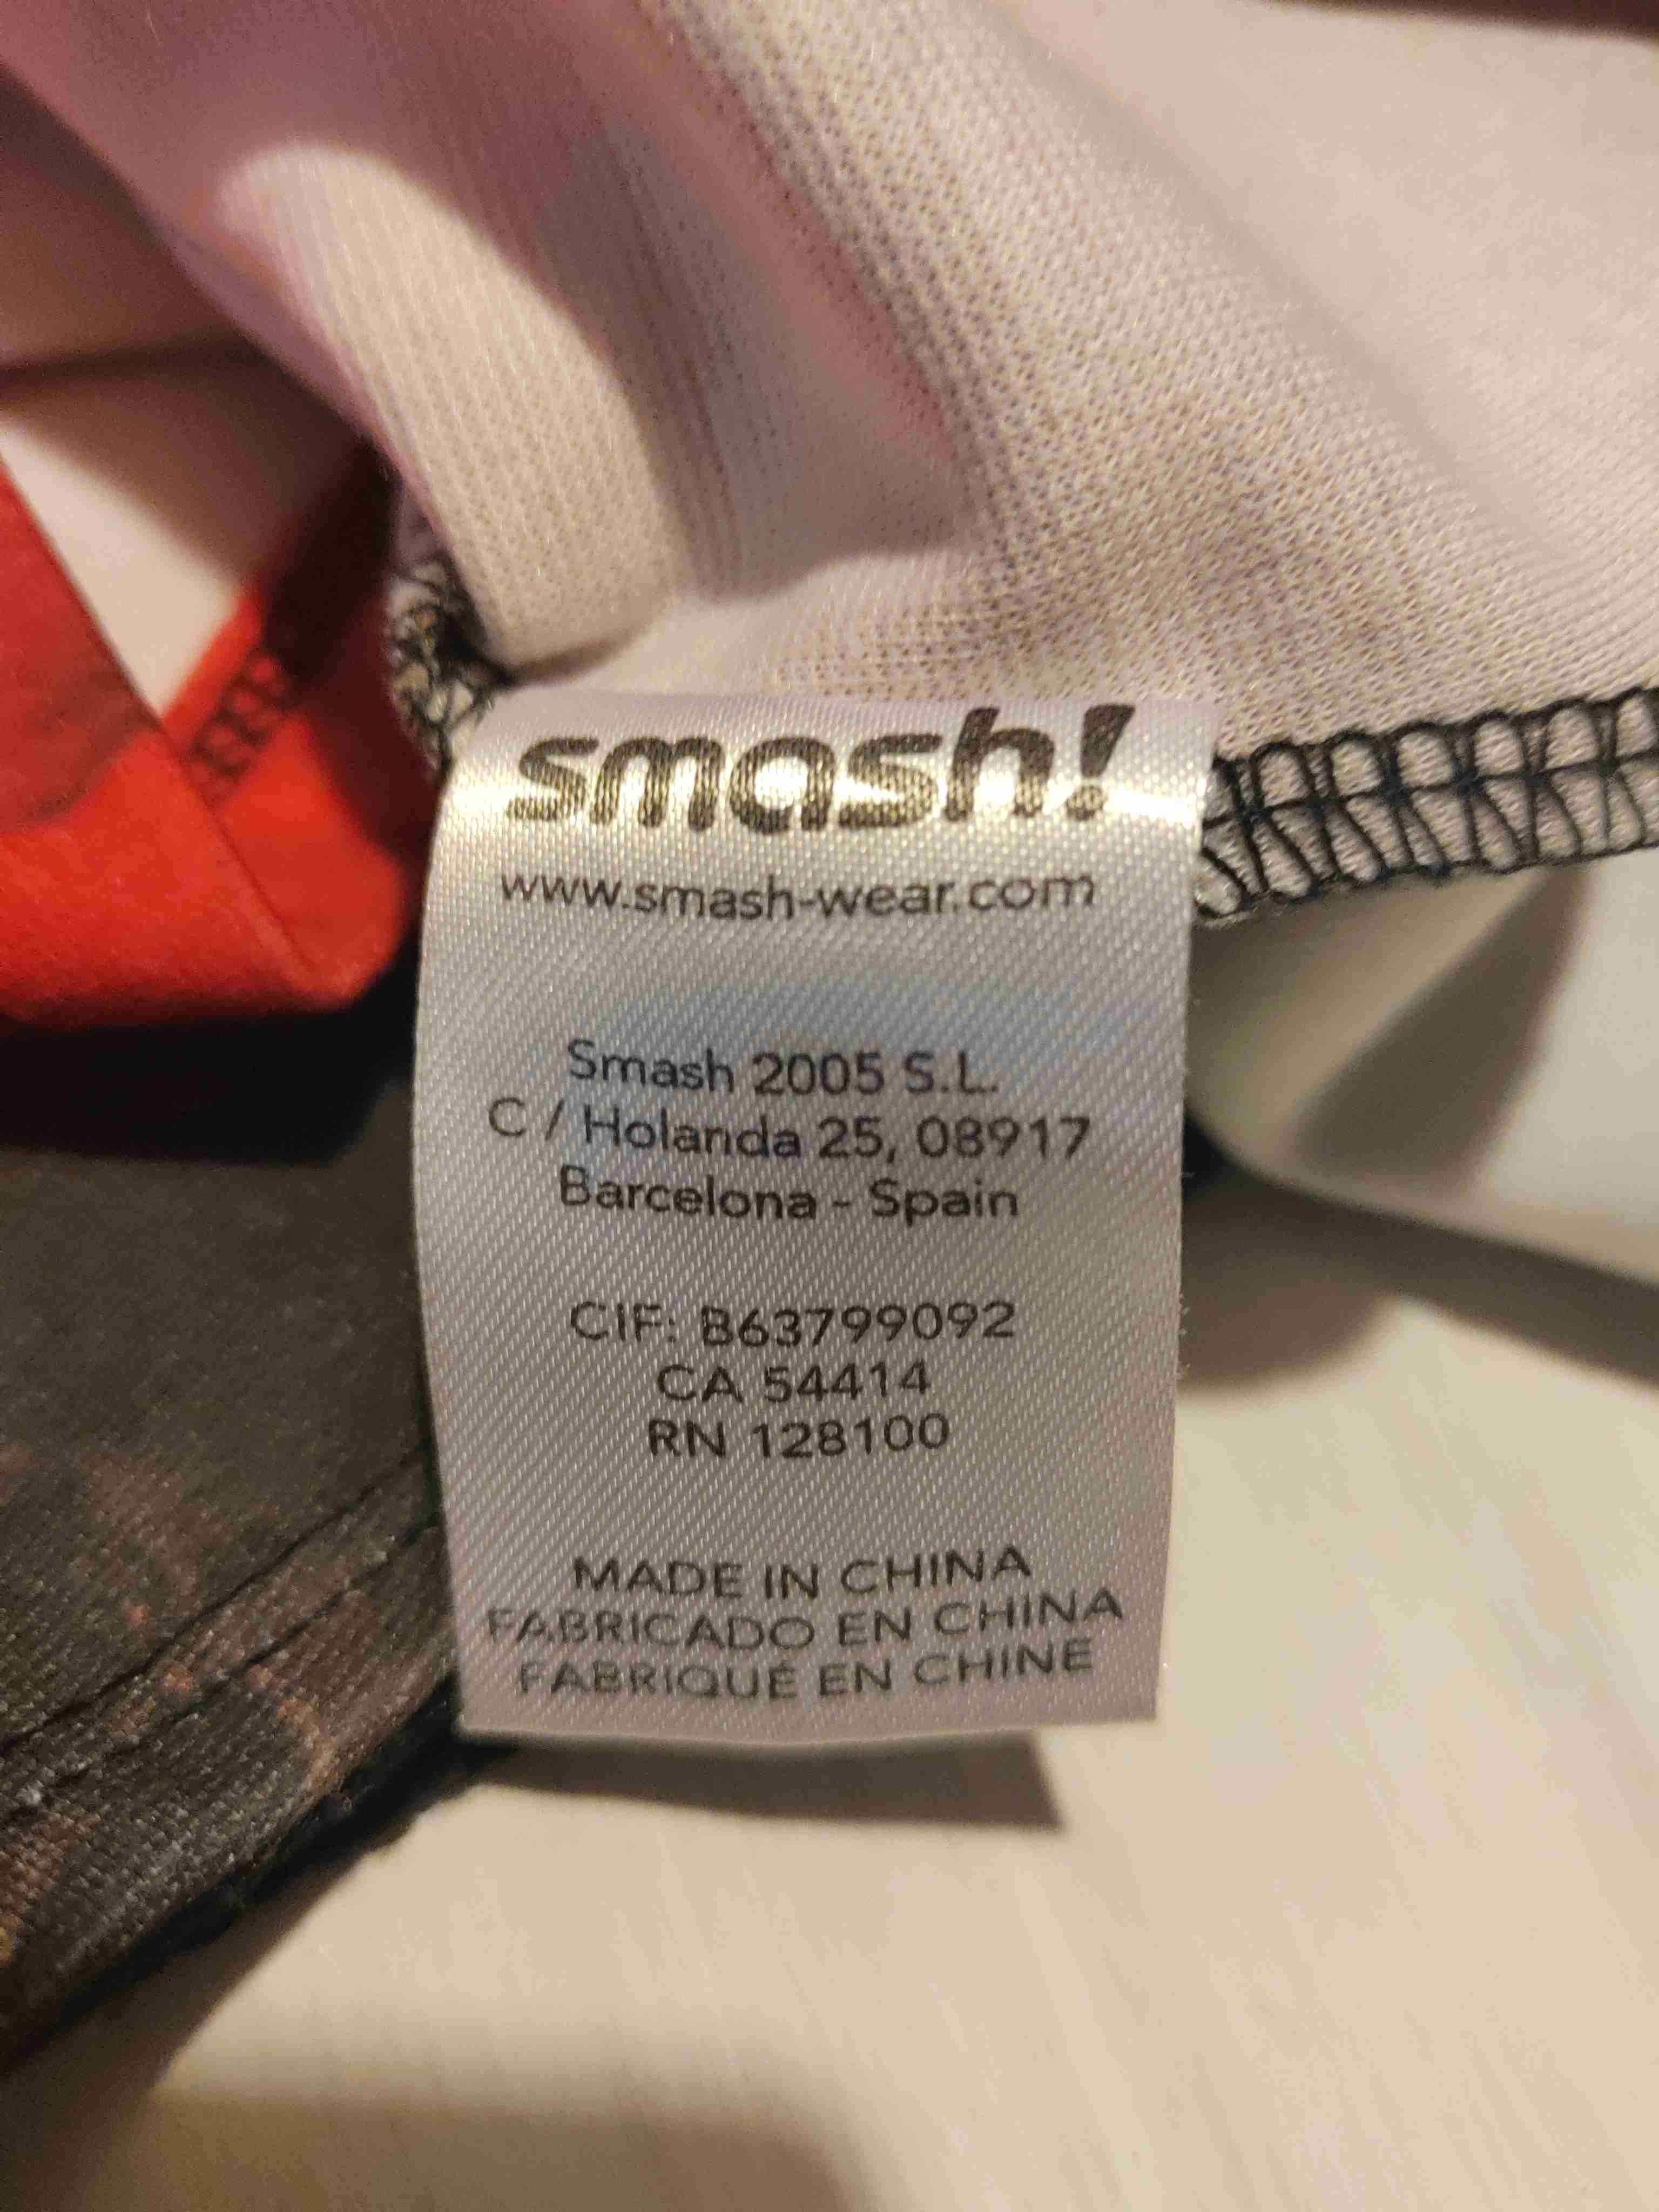 smash!
www.smash-wear.com
Smash 2005 S.L.
C / Holanda 25, 08917
Barcelona - Spain
CIF: B63799092
CA 54414
RN 128100
MADE IN CHINA
FABRICADO EN CHINA
FABRIQUÉ EN CHINE